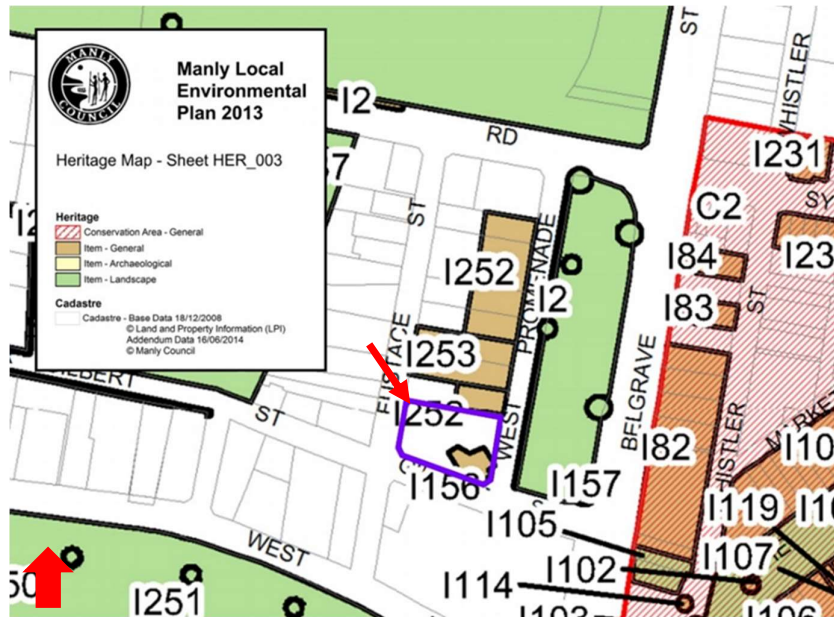 MANLY
COUNCIL
Manly Local
Environmental
Plan 2013
Heritage Map - Sheet HER_003
Heritage
Conservation Area - General
Item - General
Item - Archaeological
Item - Landscape
Cadastre
Cadastre - Base Data 18/12/2008
© Land and Property Information (LPI)
Addendum Data 16/06/2014
© Manly Council
I2
RD
ST
I231
C2
SY
ST
I252
PROMENADE
I2
I84
I83
ST
EUSTACE
I253
BELGRAVE
I252
WEST
I82
MARKE
I156
I157
I105
I119
ST
WEST
I102
I107
I114
I251
I106